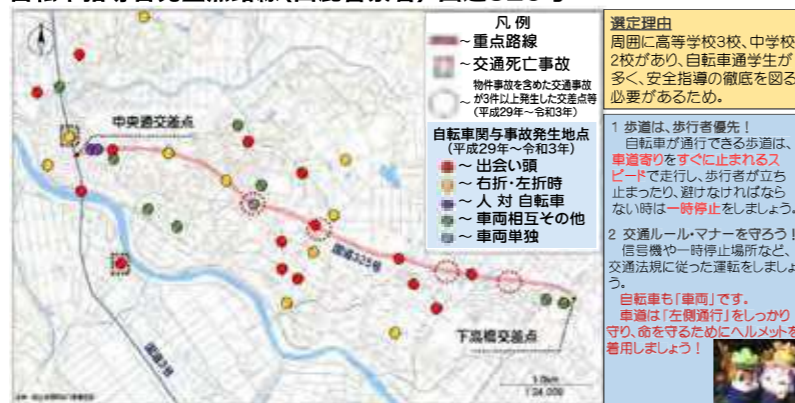 凡例
～重点路線
～交通死亡事故
物件事故を含めた交通事故
～が3件以上発生した交差点等
(平成29年～令和3年)
自転車関与事故発生地点
(平成29年～令和3年)
～出会い頭
～右折・左折時
～人 対 自転車
～車両相互その他
～車両単独
中央通交差点
国道325号
下高橋交差点
国道3号
選定理由
周囲に高等学校3校、中学校
2校があり、自転車通学生が
多く、安全指導の徹底を図る
必要があるため。
1 歩道は、歩行者優先！
自転車が通行できる歩道は、
車道寄りをすぐに止まれるス
ピードで走行し、歩行者が立ち
止まったり、避けなければなら
ない時は一時停止をしましょう。
2 交通ルール・マナーを守ろう！
信号機や一時停止場所など、
交通法規に従った運転をしましょ
う。
自転車も「車両」です。
車道は「左側通行」をしっかり
守り、命を守るためにヘルメットを
着用しましょう！